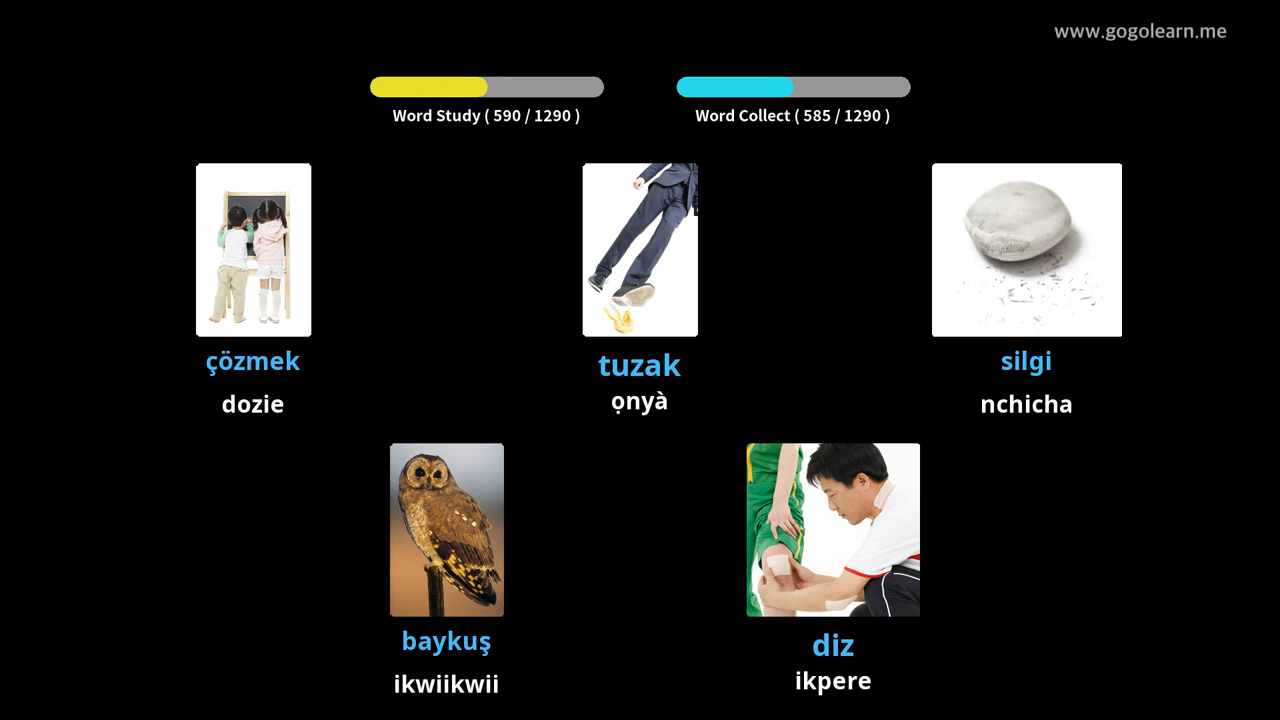 www.gogolearn.me
Word Study ( 590 / 1290 )
Word Collect ( 585 / 1290 )
çözmek
dozie
tuzak
ọnyà
silgi
nchicha
baykuş
ikwiikwii
diz
ikpere